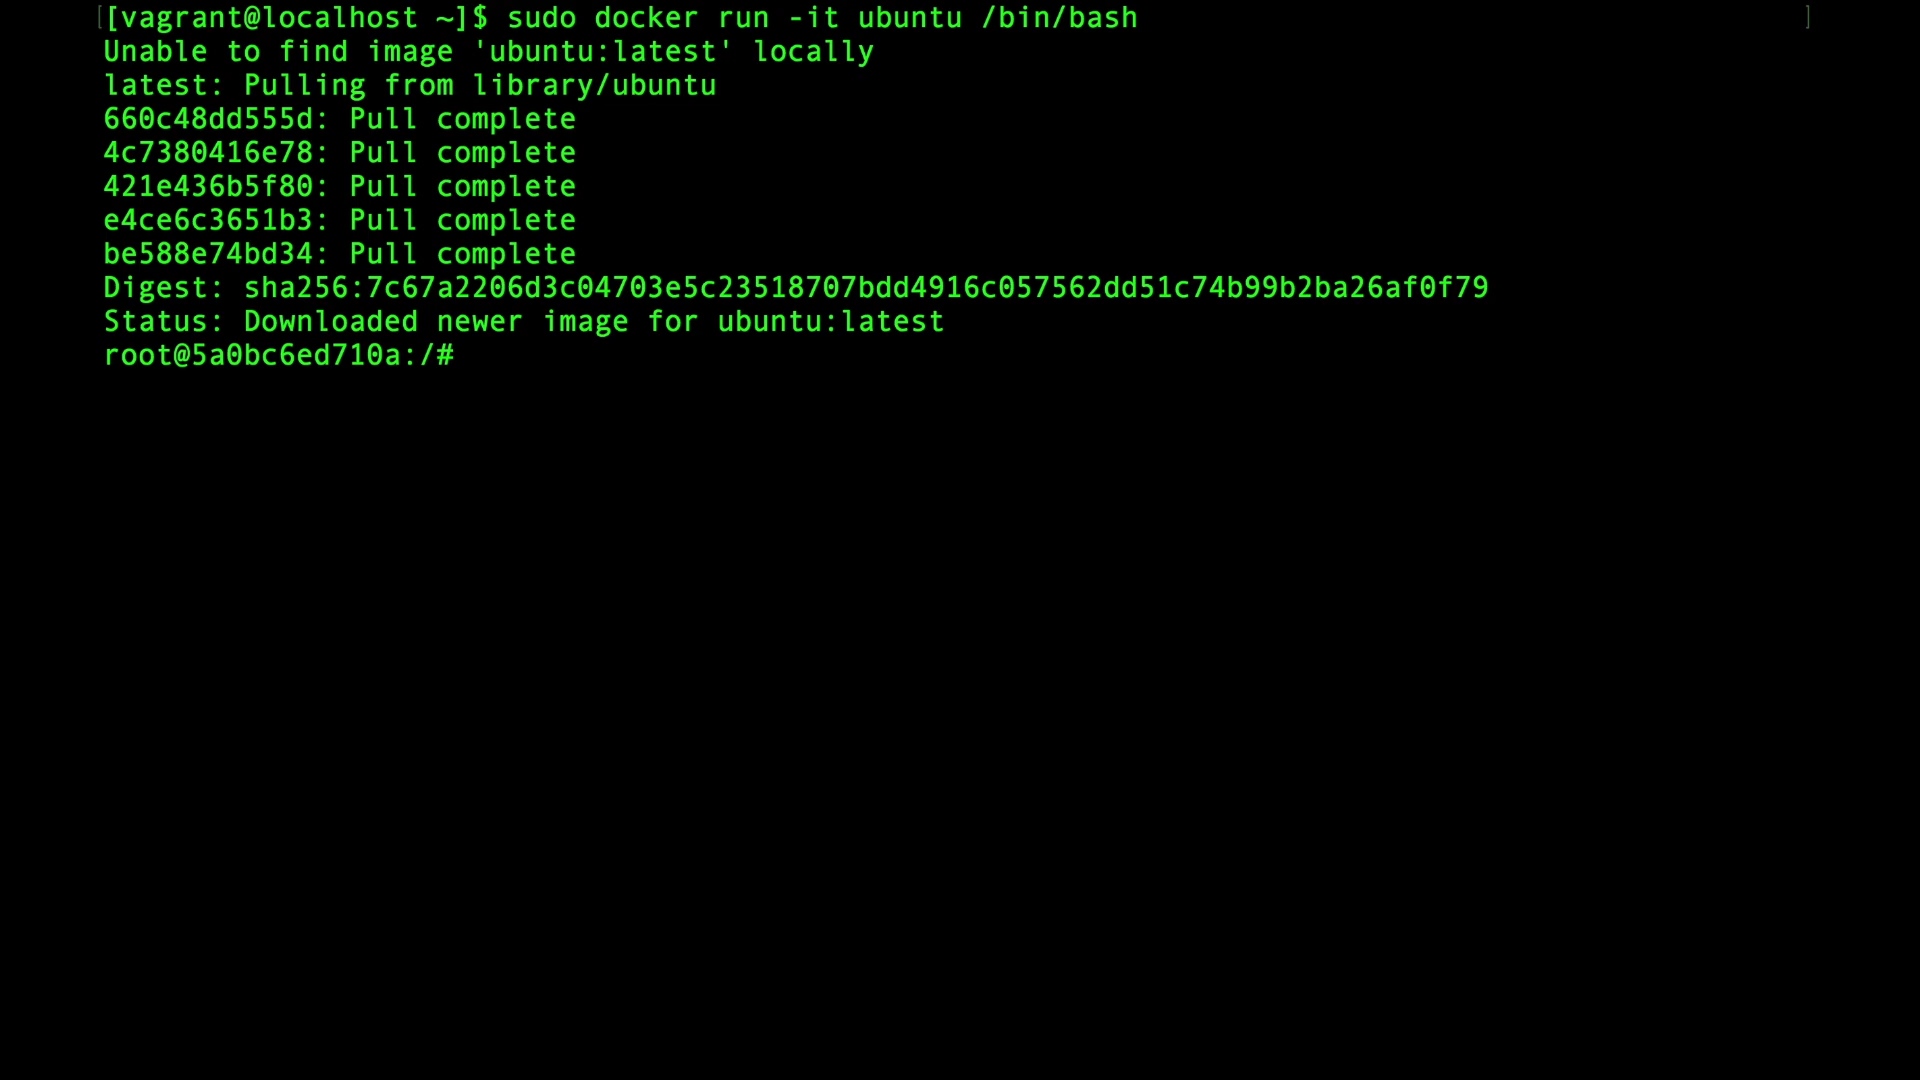 [[vagrant@localhost ~]$ sudo docker run -it ubuntu /bin/bash ]
Unable to find image 'ubuntu:latest' locally
latest: Pulling from library/ubuntu
660c48dd555d: Pull complete
4c7380416e78: Pull complete
421e436b5f80: Pull complete
e4ce6c3651b3: Pull complete
be588e74bd34: Pull complete
Digest: sha256:7c67a2206d3c04703e5c23518707bdd4916c057562dd51c74b99b2ba26af0f79
Status: Downloaded newer image for ubuntu:latest
root@5a0bc6ed710a:/#